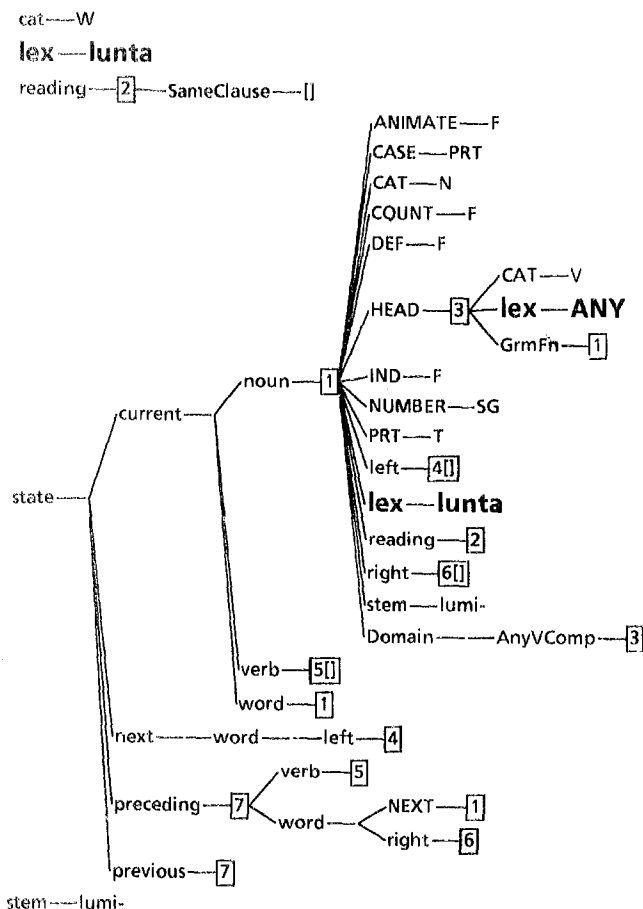 cat W
lex lunta
reading 2 SameClause []
ANIMATE F
CASE PRT
CAT N
COUNT F
DEF F
CAT V
HEAD 3 lex ANY
GrmFn 1
noun 1 IND F
current NUMBER SG
PRT T
left 4[]
state lex lunta
reading 2
right 6[]
stem lumi-
Domain AnyVComp 3
verb 5[]
word 1
next word left 4
verb 5
preceding 7 NEXT 1
word
right 6
previous 7
stem lumi-